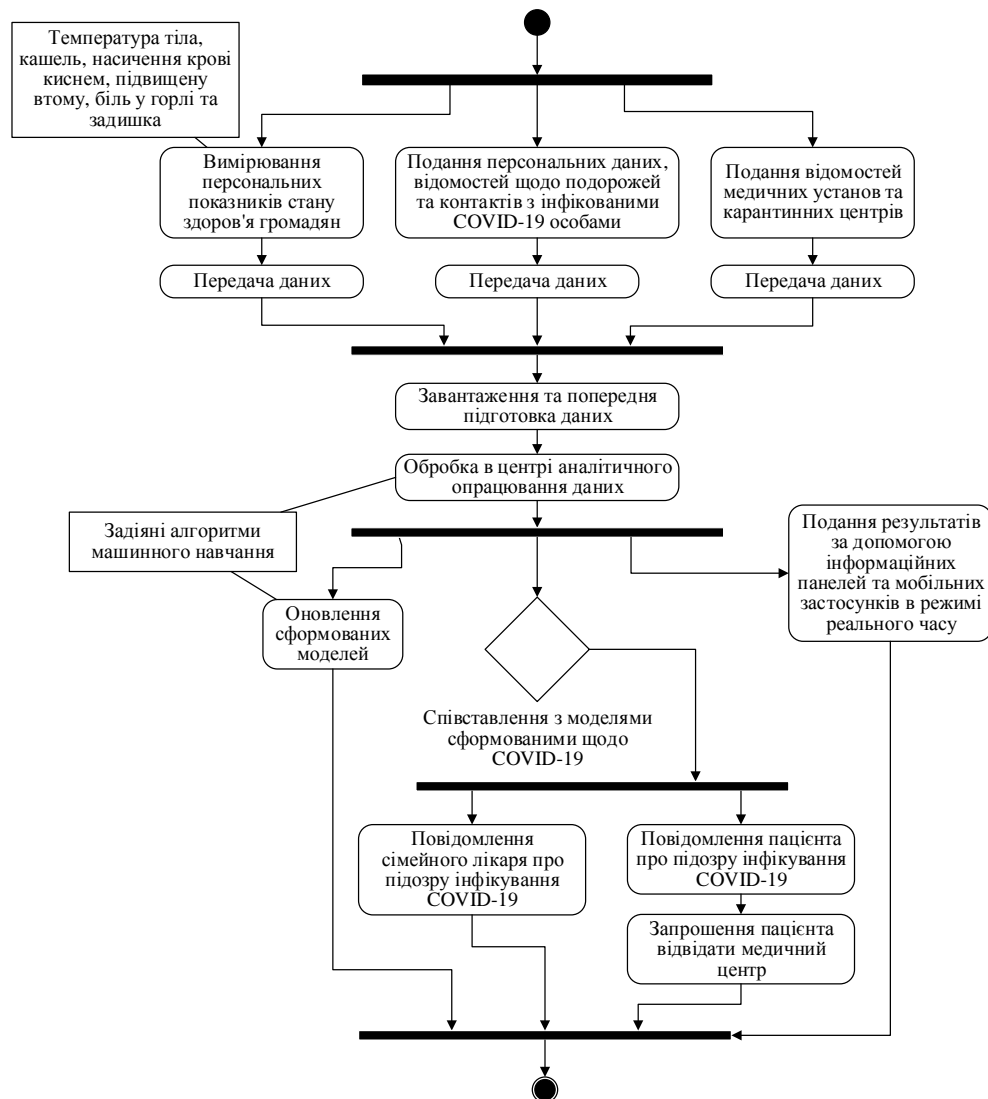 Температура тіла,
кашель, насичення крові
киснем, підвищену
втому, біль у горлі та
задишка
Вимірювання
персональних
показників стану
здоров'я громадян
Подання персональних даних,
відомостей щодо подорожей
та контактів з інфікованими
COVID-19 особами
Подання відомостей
медичних установ та
карантинних центрів
Передача даних
Передача даних
Передача даних
Завантаження та попередня
підготовка даних
Обробка в центрі аналітичного
опрацювання даних
Задіяні алгоритми
машинного навчання
Подання результатів
за допомогою
інформаційних
панелей та мобільних
застосунків в режимі
реального часу
Оновлення
сформованих
моделей
Співставлення з моделями
сформованими щодо
COVID-19
Повідомлення
сімейного лікаря про
підозру інфікування
COVID-19
Повідомлення пацієнта
про підозру інфікування
COVID-19
Запрошення пацієнта
відвідати медичний
центр